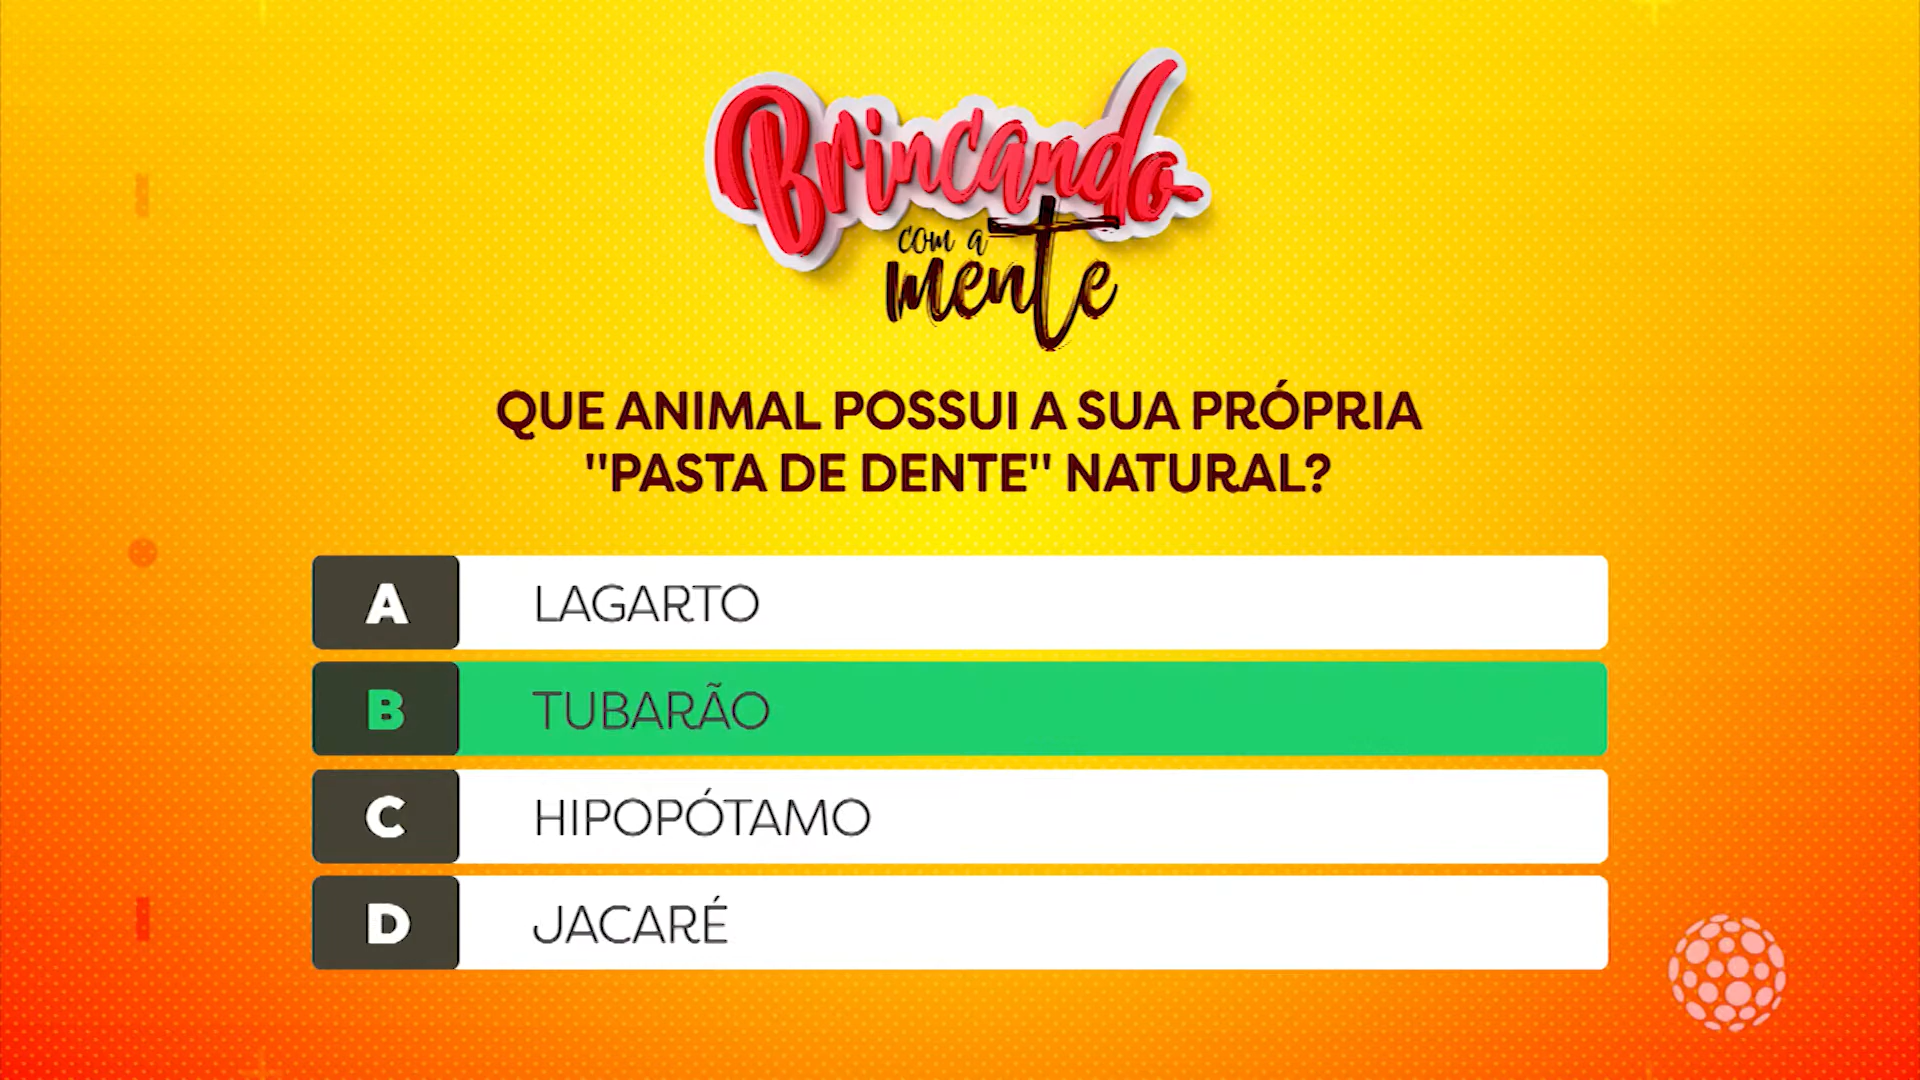 Brincando
com a
mente
QUE ANIMAL POSSUI A SUA PRÓPRIA
"PASTA DE DENTE" NATURAL?
A LAGARTO
B TUBARÃO
C HIPOPÓTAMO
D JACARÉ